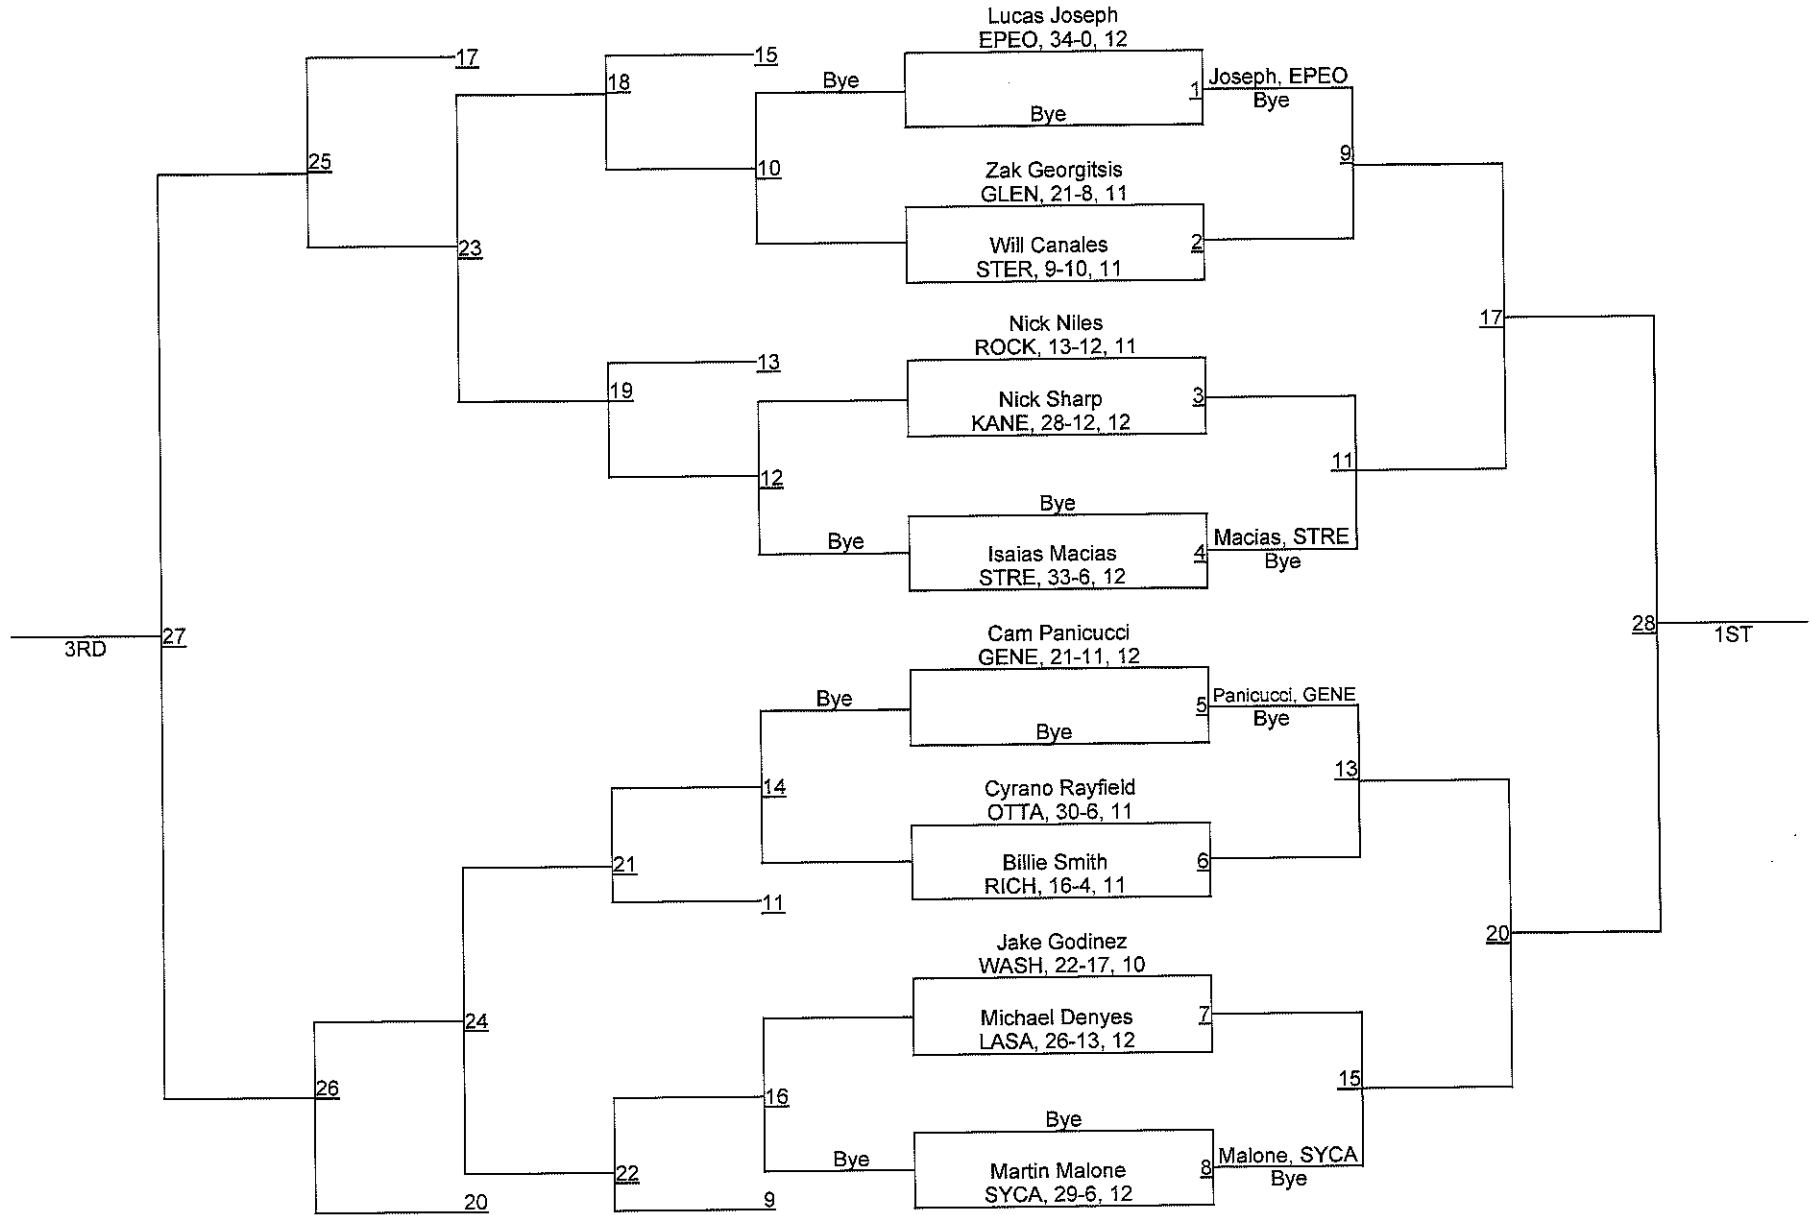 Lucas Joseph
EPEO, 34-0, 12
17
15
18
Bye
1
Joseph, EPEO
Bye
Bye
25
10
9
Zak Georgitsis
GLEN, 21-8, 11
23
Will Canales
STER, 9-10, 11
2
Nick Niles
ROCK, 13-12, 11
17
13
19
Nick Sharp
KANE, 28-12, 12
3
12
11
Bye
Bye
Isaias Macias
STRE, 33-6, 12
4
Macias, STRE
Bye
3RD
27
28
1ST
Cam Panicucci
GENE, 21-11, 12
Bye
5
Panicucci, GENE
Bye
Bye
14
13
Cyrano Rayfield
OTTA, 30-6, 11
21
Billie Smith
RICH, 16-4, 11
6
11
20
Jake Godinez
WASH, 22-17, 10
24
Michael Denyes
LASA, 26-13, 12
7
26
16
15
Bye
Bye
22
Martin Malone
SYCA, 29-6, 12
8
Malone, SYCA
Bye
20
9